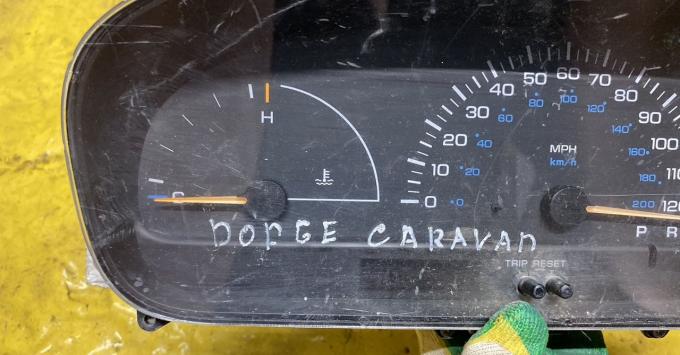 50 60 70
40 80 100 120 80
30 60 140 90
H
20 40 MPH 160 100
km/h
10 20 180 110
C 0 0 200 120
P R
DODGE CARAVAN
TRIP RESET